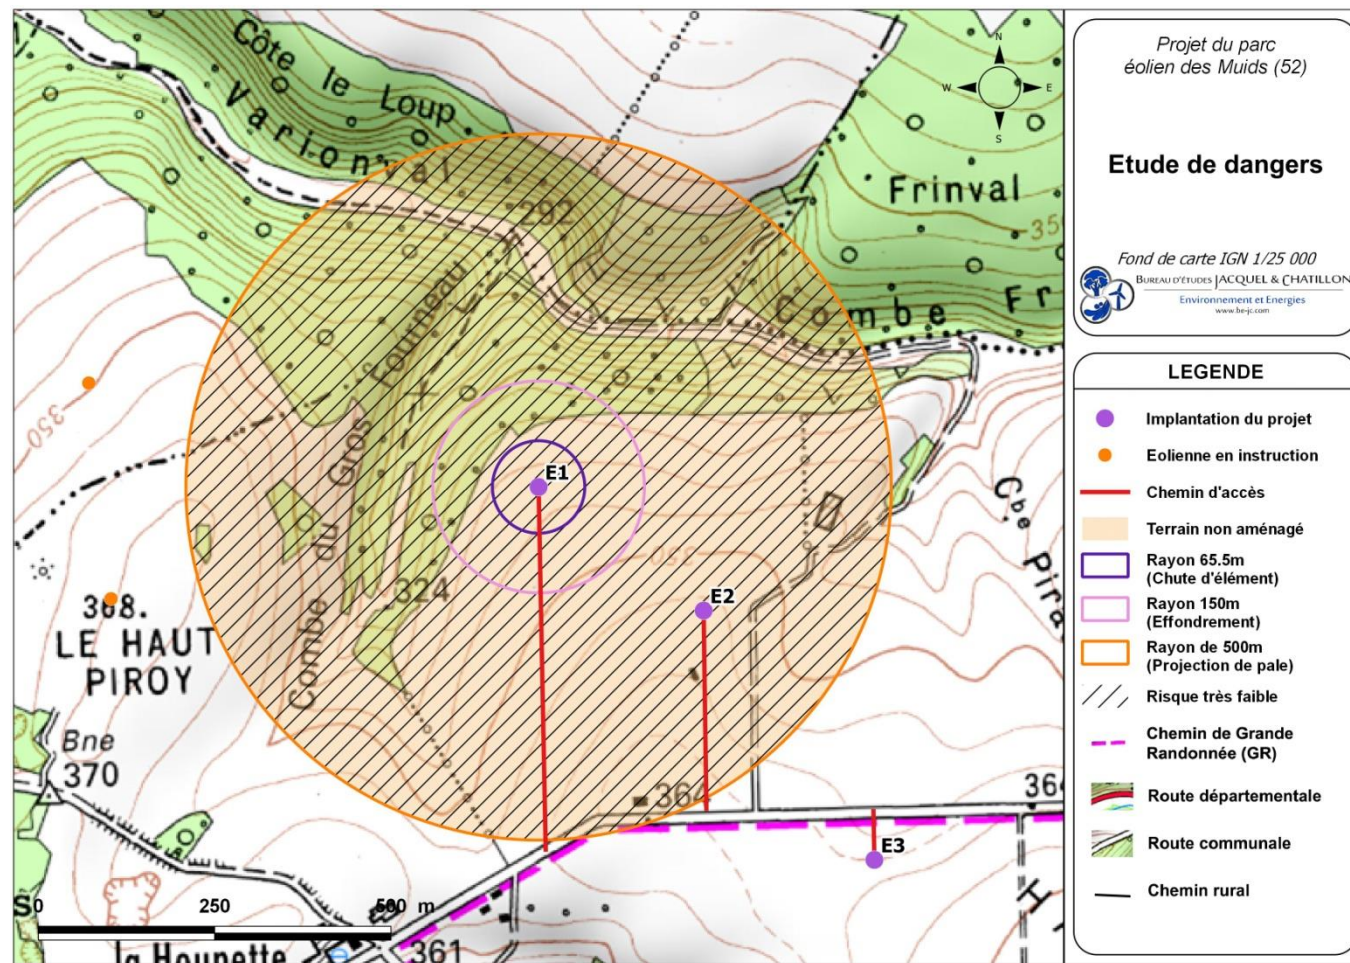 Côte le Loup
Varionval
292
Frinval
350
Combe Fr
Fourneau
350
Combe du Gros
E1
350
Cbe Pira
324
E2
308.
LE HAUT
PIROY
Bne
370
364
364
E3
H
S
0 250 500 m
la Hounette
361
N
W E
S
Projet du parc
éolien des Muids (52)
Etude de dangers
Fond de carte IGN 1/25 000
BUREAU D'ÉTUDES JACQUEL & CHATILLON
Environnement et Energies
www.be-jc.com
LEGENDE
Implantation du projet
Eolienne en instruction
Chemin d'accès
Terrain non aménagé
Rayon 65.5m
(Chute d'élément)
Rayon 150m
(Effondrement)
Rayon de 500m
(Projection de pale)
Risque très faible
Chemin de Grande
Randonnée (GR)
Route départementale
Route communale
Chemin rural